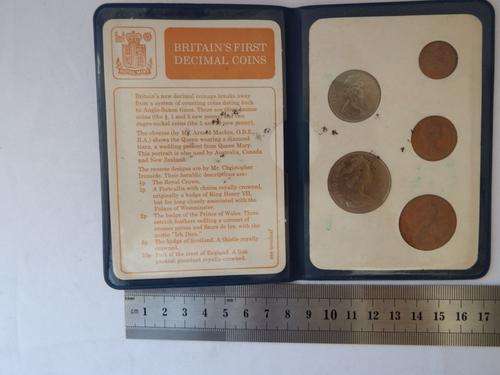 ROYAL MINT
BRITAIN'S FIRST
DECIMAL COINS
Britain's new decimal coinage breaks away
from a system of counting coins dating back
to Anglo-Saxon times. There are three bronze
coins (the ½, 1 and 2 new pence) and two
cupro-nickel coins (the 5 and 10 new pence).
The obverse (by Mr. Arnold Machin, O.B.E.,
R.A.) shows the Queen wearing a diamond
tiara, a wedding present from Queen Mary.
This portrait is also used by Australia, Canada
and New Zealand.
The reverse designs are by Mr. Christopher
Ironside. Their heraldic descriptions are:
½p The Royal Crown.
1p A Portcullis with chains royally crowned,
originally a badge of King Henry VII,
but for long closely associated with the
Palace of Westminster.
2p The badge of the Prince of Wales: Three
ostrich feathers enfiling a coronet of
crosses pattee and fleurs de lys, with the
motto "Ich Dien."
5p The badge of Scotland. A thistle royally
crowned.
10p Part of the crest of England. A lion
passant guardant royally crowned.
cm 1 2 3 4 5 6 7 8 9 10 11 12 13 14 15 16 17